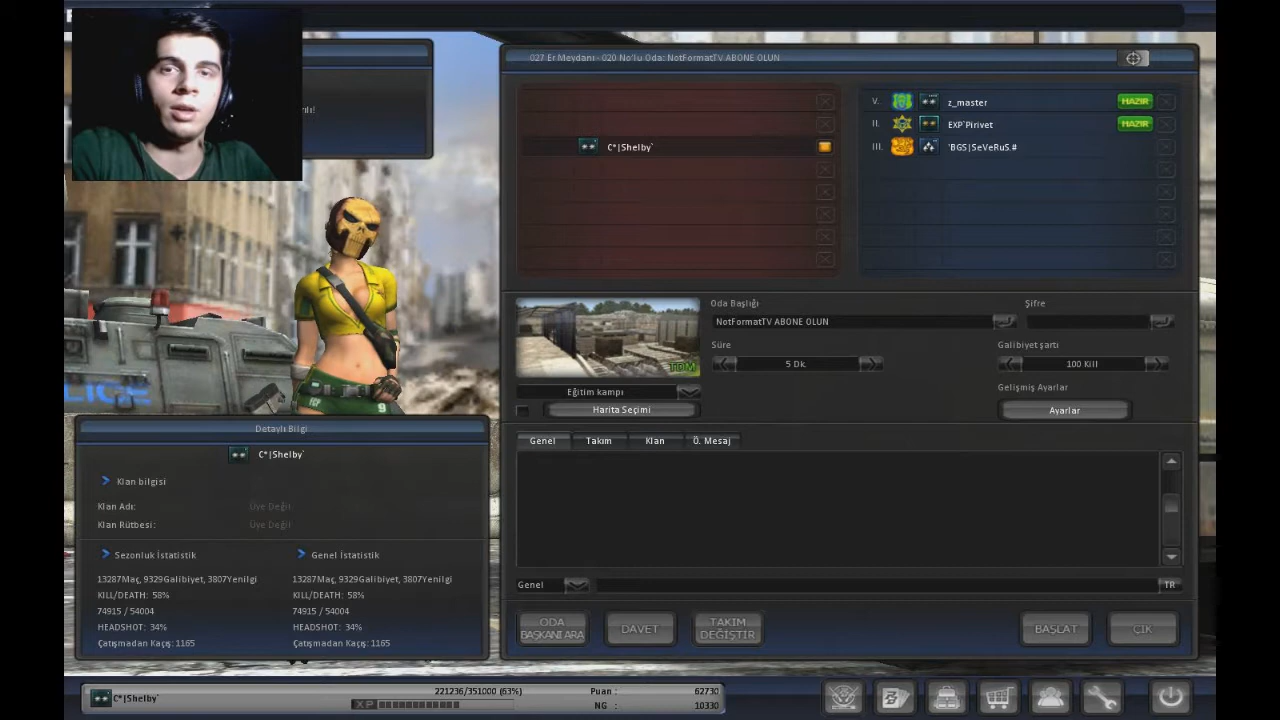 027 Er Meydanı - 020 No'lu Oda: NotFormatTV ABONE OLUN
V. z_master HAZIR
II. EXP'Pirivet HAZIR
C*|Shelby`
III. 'BGS|SeVeRuS.#
TDM
Oda Başlığı
Şifre
NotFormatTV ABONE OLUN
Süre
Galibiyet şartı
5 Dk.
100 Kill
Eğitim kampı
Gelişmiş Ayarlar
Harita Seçimi
Ayarlar
Detaylı Bilgi
Genel Takım Klan Ö. Mesaj
C*|Shelby`
Klan bilgisi
Klan Adı: Üye Değil
Klan Rütbesi: Üye Değil
Sezonluk İstatistik
Genel İstatistik
13287Maç, 9329Galibiyet, 3807Yenilgi
13287Maç, 9329Galibiyet, 3807Yenilgi
KILL/DEATH: 58%
KILL/DEATH: 58%
74915 / 54004
74915 / 54004
HEADSHOT: 34%
HEADSHOT: 34%
Çatışmadan Kaçış: 1165
Çatışmadan Kaçış: 1165
Genel
TR
ODA
BAŞKANI ARA
DAVET
TAKIM
DEĞİŞTİR
BAŞLAT
ÇIK
C*|Shelby`
221236/351000 (63%)
XP
Puan : 62730
NG : 10330